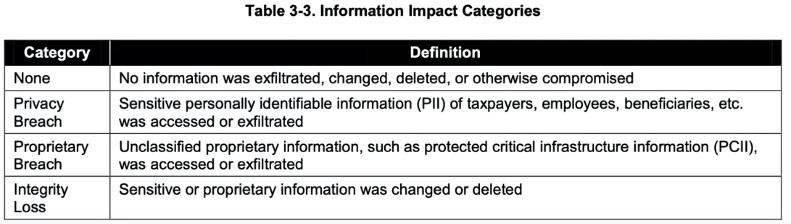 Table 3-3. Information Impact Categories
Category Definition
None No information was exfiltrated, changed, deleted, or otherwise compromised
Privacy Sensitive personally identifiable information (PII) of taxpayers, employees, beneficiaries, etc.
Breach was accessed or exfiltrated
Proprietary Unclassified proprietary information, such as protected critical infrastructure information (PCII),
Breach was accessed or exfiltrated
Integrity Sensitive or proprietary information was changed or deleted
Loss